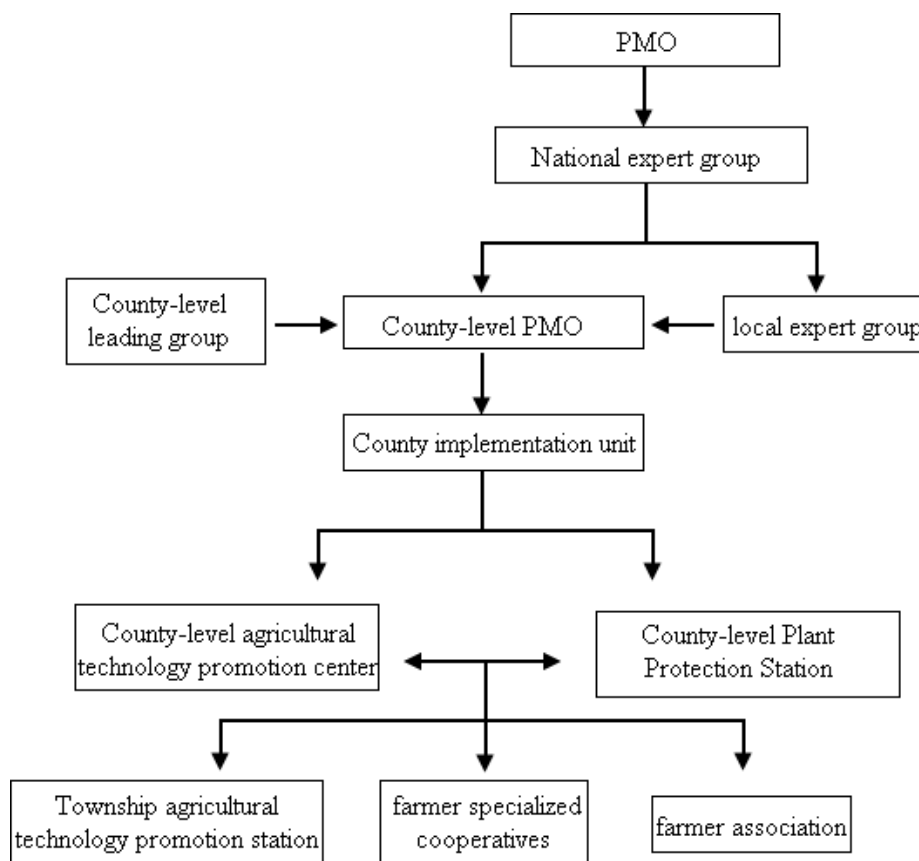 PMO
National expert group
County-level
leading group
County-level PMO
local expert group
County implementation unit
County-level agricultural
technology promotion center
County-level Plant
Protection Station
Township agricultural
technology promotion station
farmer specialized
cooperatives
farmer association